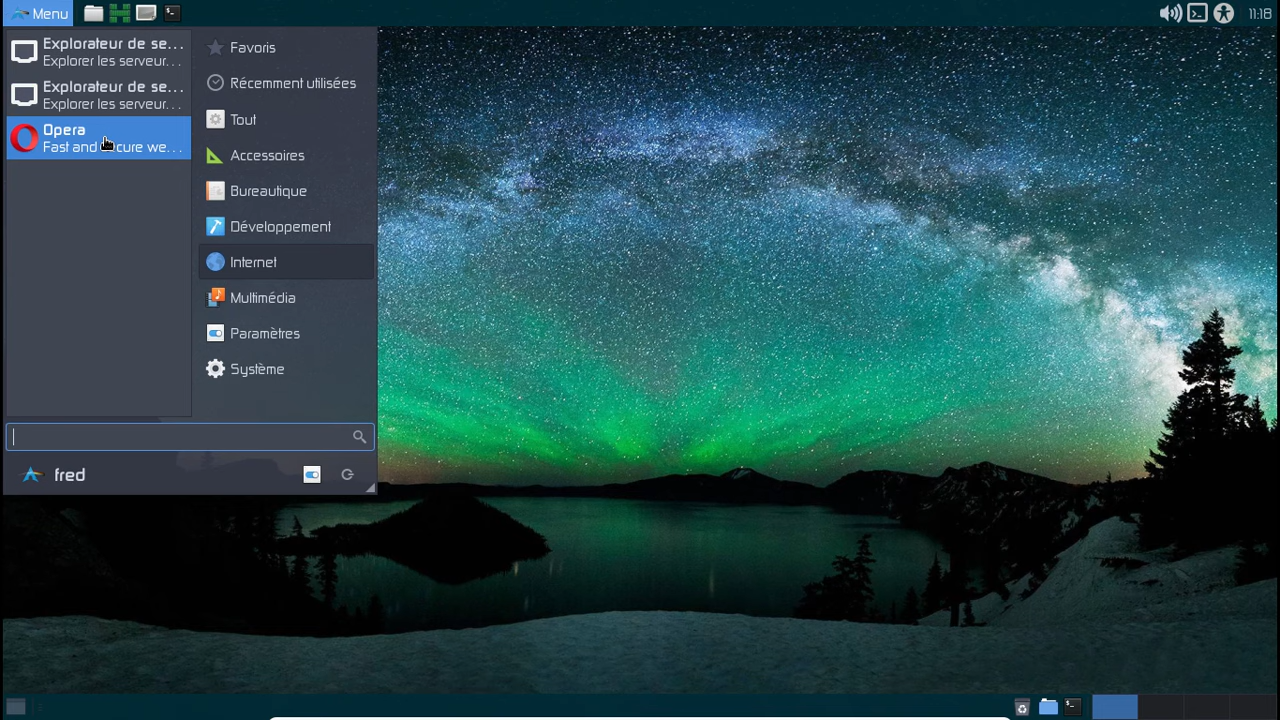 Menu
11:18
Explorateur de se...
Explorer les serveur...
Explorateur de se...
Explorer les serveur...
Opera
Fast and secure we...
Favoris
Récemment utilisées
Tout
Accessoires
Bureautique
Développement
Internet
Multimédia
Paramètres
Système
fred